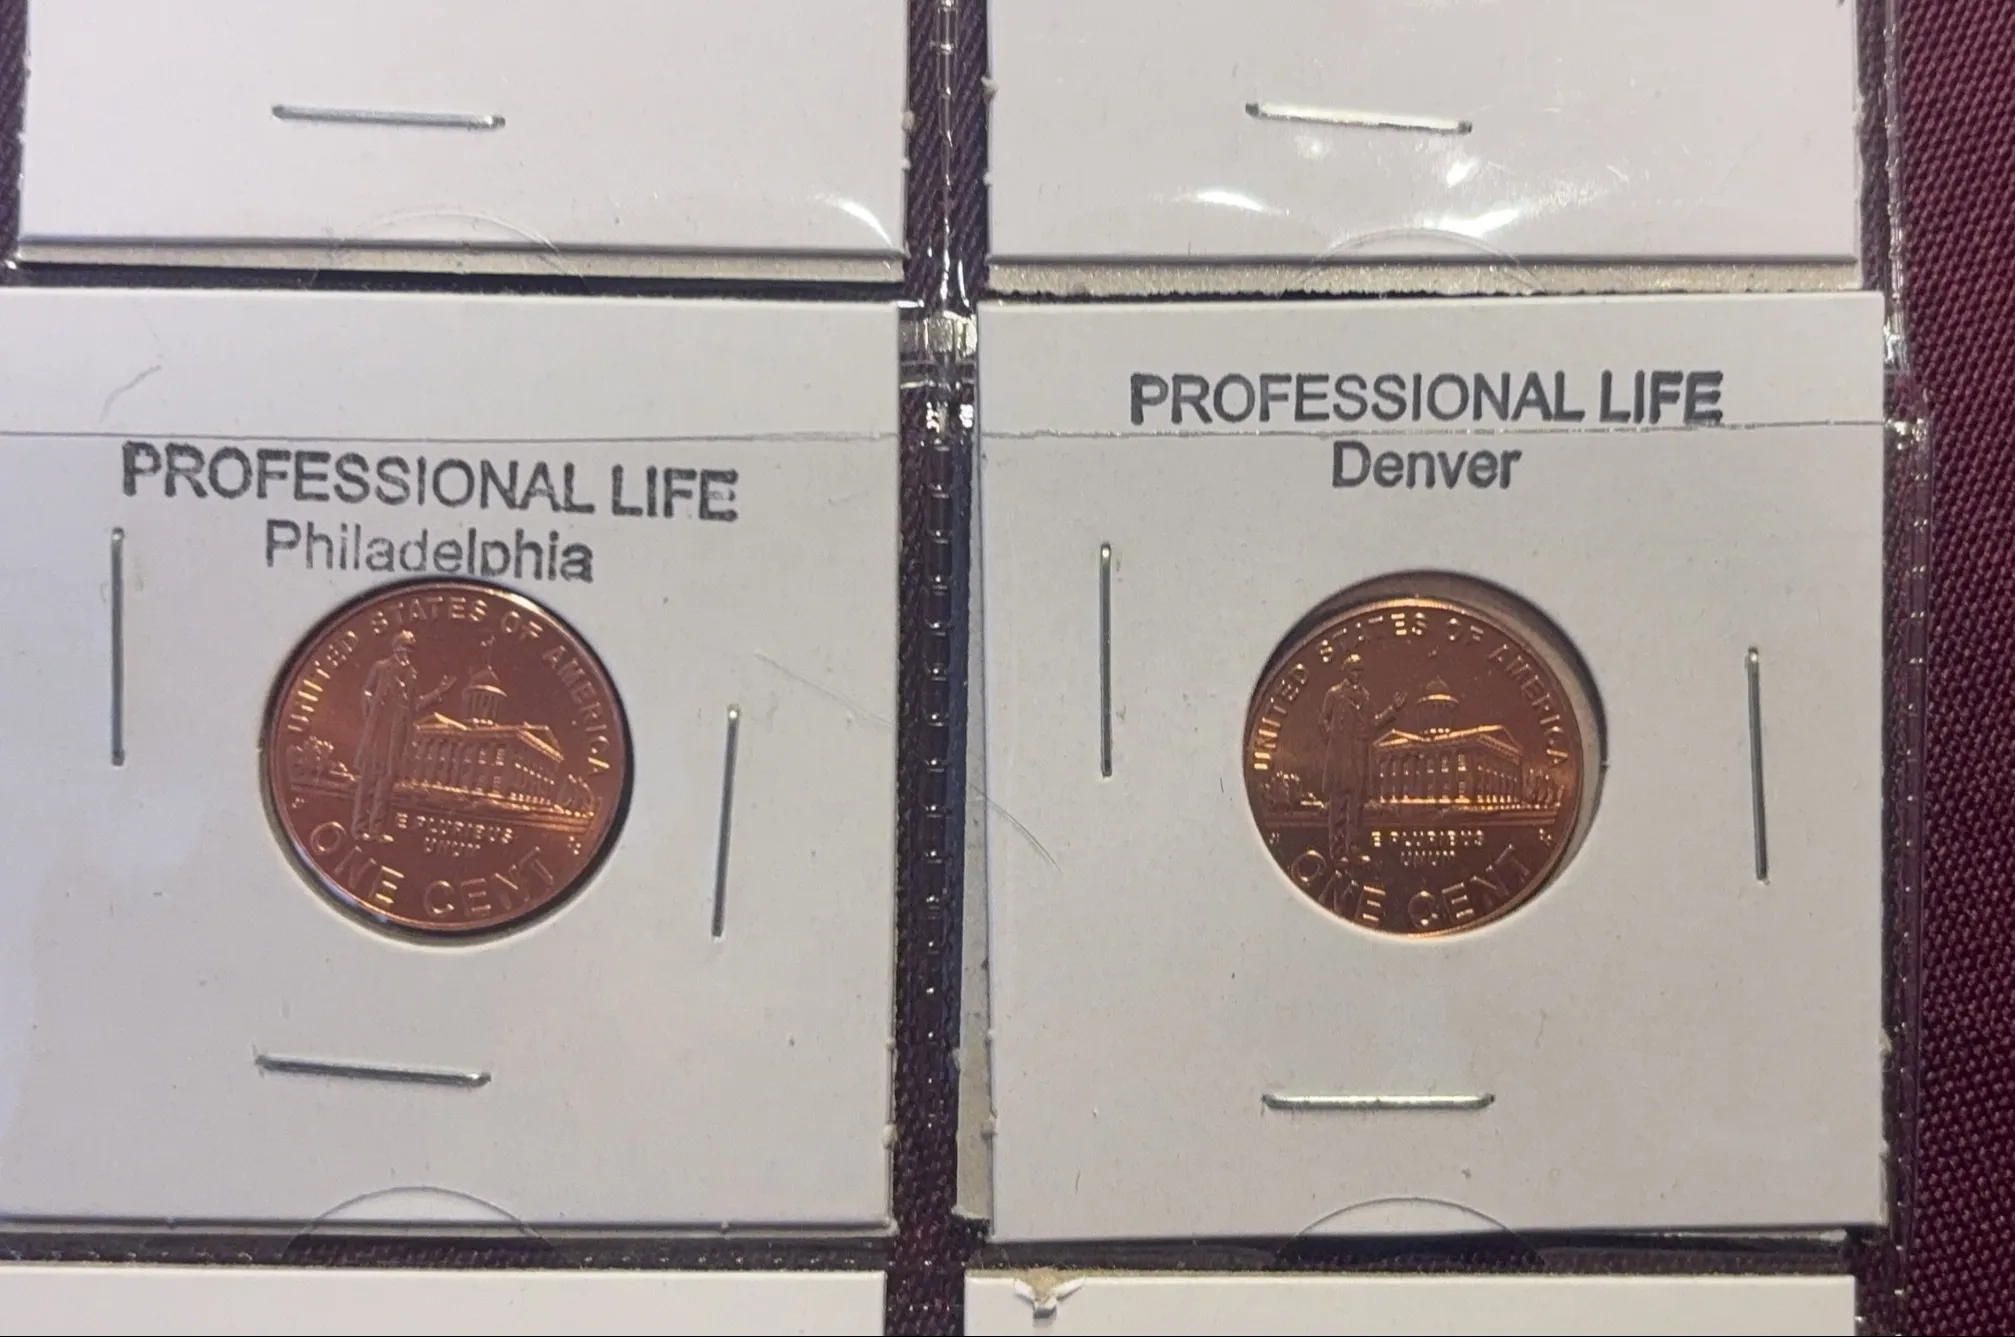 PROFESSIONAL LIFE
Philadelphia
UNITED STATES OF AMERICA
E PLURIBUS
UNUM
ONE CENT
PROFESSIONAL LIFE
Denver
UNITED STATES OF AMERICA
E PLURIBUS
UNUM
ONE CENT